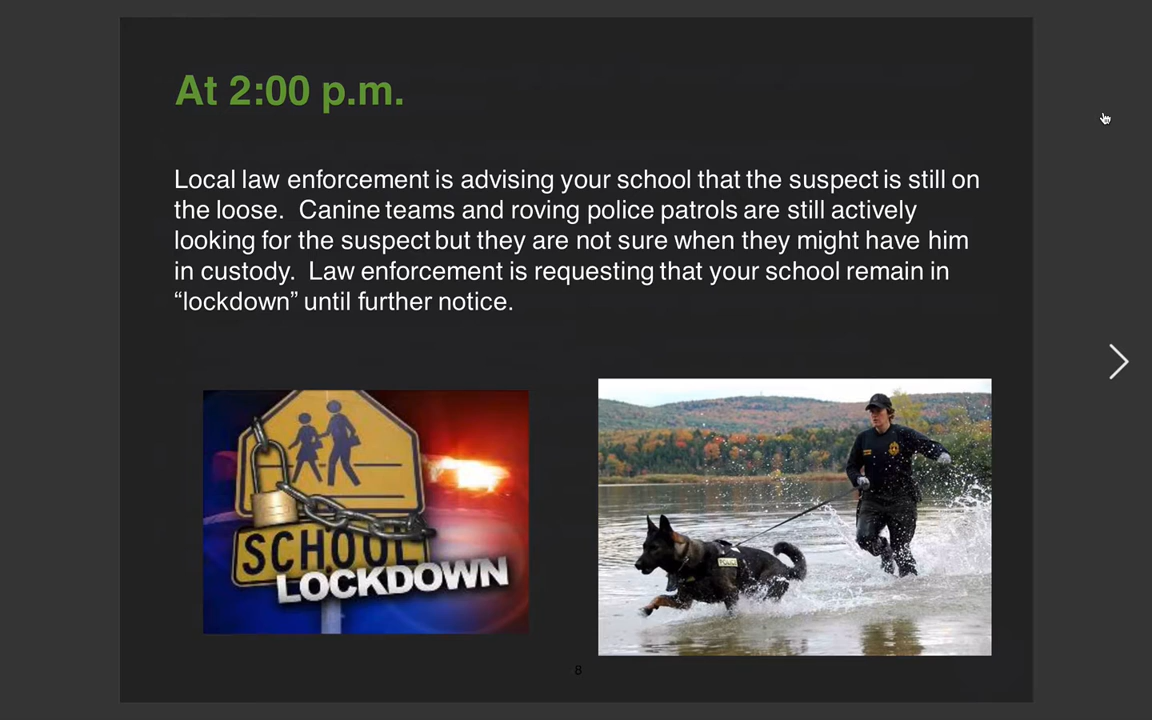 At 2:00 p.m.
Local law enforcement is advising your school that the suspect is still on
the loose.  Canine teams and roving police patrols are still actively
looking for the suspect but they are not sure when they might have him
in custody.  Law enforcement is requesting that your school remain in
“lockdown” until further notice.
SCHOOL
LOCKDOWN
8